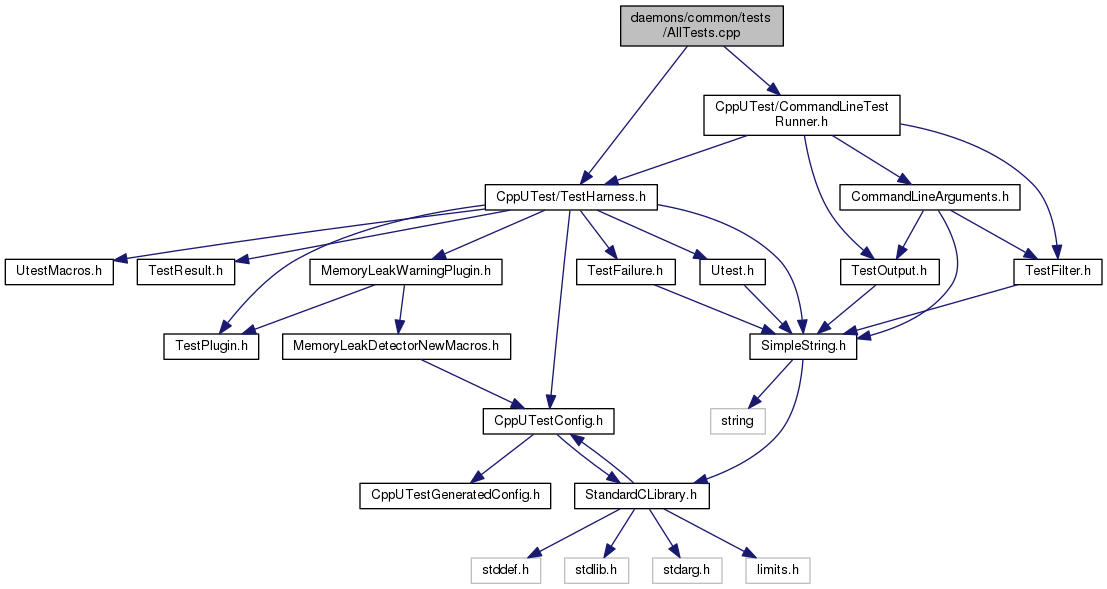 daemons/common/tests
/AllTests.cpp
CppUTest/CommandLineTest
Runner.h
CppUTest/TestHarness.h
CommandLineArguments.h
UtestMacros.h
TestResult.h
MemoryLeakWarningPlugin.h
TestFailure.h
Utest.h
TestOutput.h
TestFilter.h
TestPlugin.h
MemoryLeakDetectorNewMacros.h
SimpleString.h
CppUTestConfig.h
string
CppUTestGeneratedConfig.h
StandardCLibrary.h
stddef.h
stdlib.h
stdarg.h
limits.h